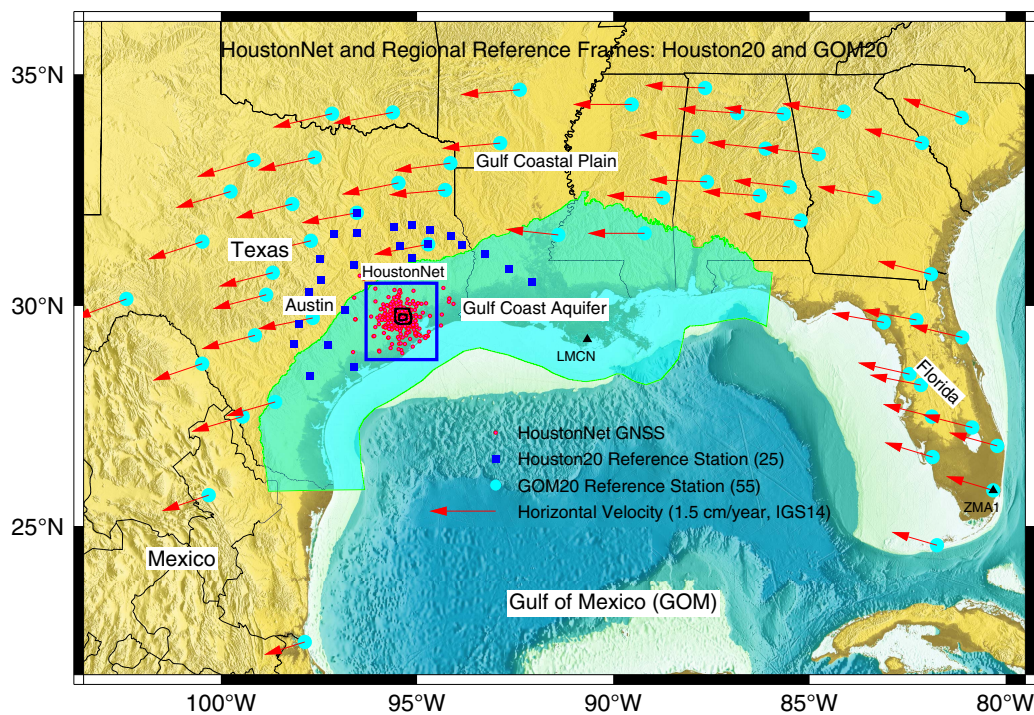 HoustonNet and Regional Reference Frames: Houston20 and GOM20
35°N
30°N
25°N
Gulf Coastal Plain
Texas
HoustonNet
Austin
Gulf Coast Aquifer
LMCN
Florida
HoustonNet GNSS
Houston20 Reference Station (25)
GOM20 Reference Station (55)
Horizontal Velocity (1.5 cm/year, IGS14)
ZMA1
Mexico
Gulf of Mexico (GOM)
100°W
95°W
90°W
85°W
80°W